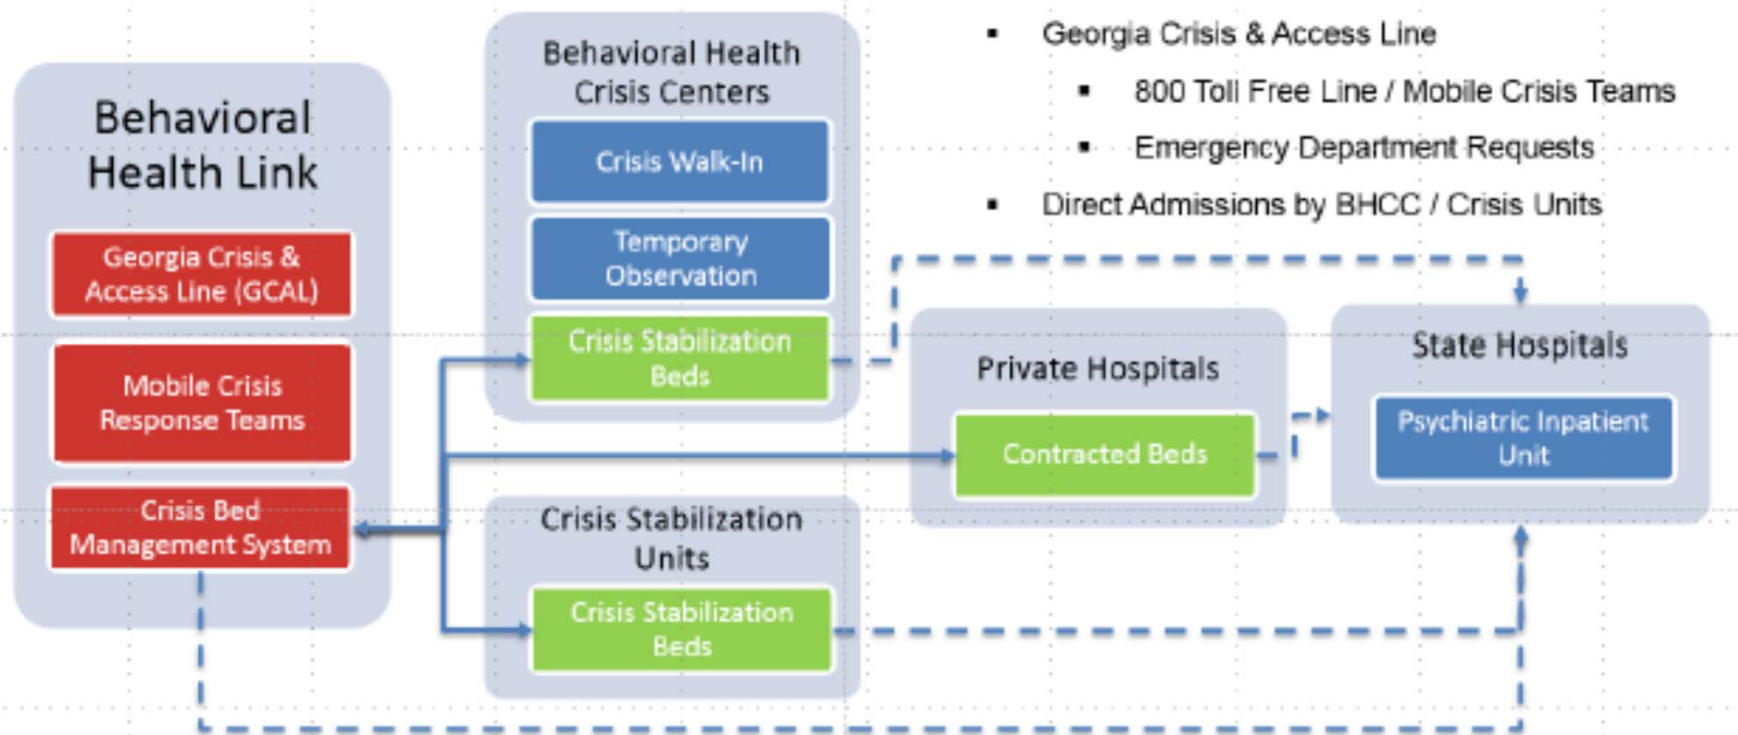 Behavioral
Health Link
Georgia Crisis &
Access Line (GCAL)
Mobile Crisis
Response Teams
Crisis Bed
Management System
Behavioral Health
Crisis Centers
Crisis Walk-In
Temporary
Observation
Crisis Stabilization
Beds
Crisis Stabilization
Units
Crisis Stabilization
Beds
▪ Georgia Crisis & Access Line
▪ 800 Toll Free Line / Mobile Crisis Teams
▪ Emergency Department Requests
▪ Direct Admissions by BHCC / Crisis Units
Private Hospitals
Contracted Beds
State Hospitals
Psychiatric Inpatient
Unit